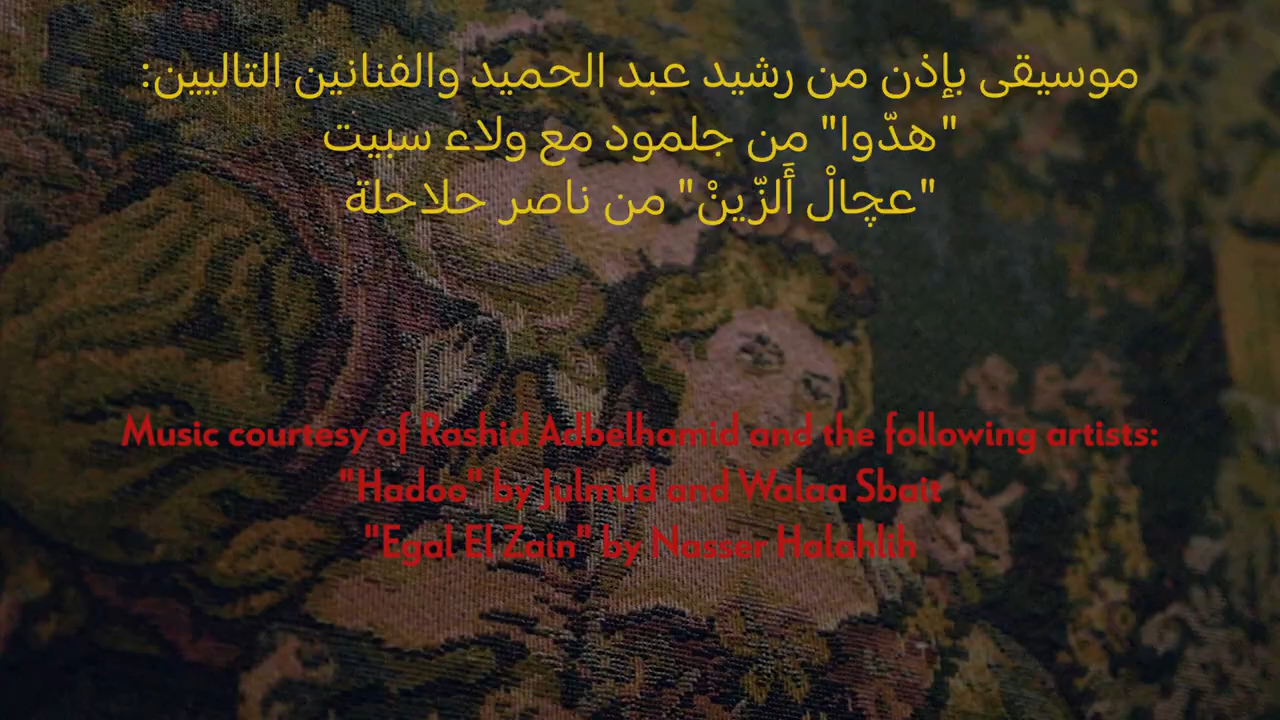 موسيقى بإذن من رشيد عبد الحميد والفنانين التاليين:
"هدّوا" من جلمود مع ولاء سبيت
"عچالْ أَلزّينْ" من ناصر حلاحلة
Music courtesy of Rashid Adbelhamid and the following artists:
"Hadoo" by Julmud and Walaa Sbait
"Egal El Zain" by Nasser Halahlih